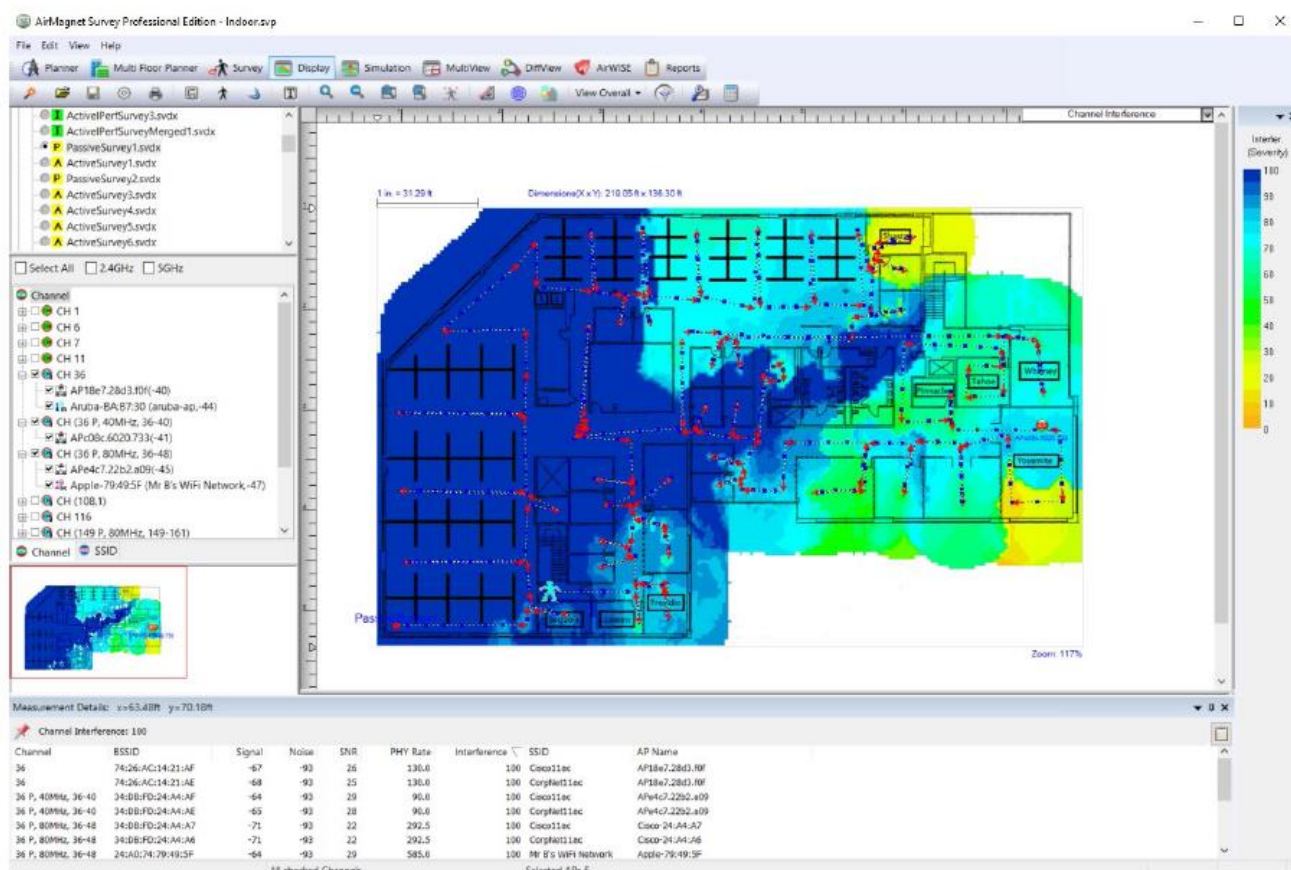 AirMagnet Survey Professional Edition - Indoor.svp
File Edit View Help
Planner Multi Floor Planner Survey Display Simulation MultiView DiffView AirWISE Reports
View Overall
ActiveIPerfSurvey3.svdx
ActiveIPerfSurveyMerged1.svdx
PassiveSurvey1.svdx
ActiveSurvey1.svdx
PassiveSurvey2.svdx
ActiveSurvey3.svdx
ActiveSurvey4.svdx
ActiveSurvey5.svdx
ActiveSurvey6.svdx
Select All 2.4GHz 5GHz
Channel
CH 1
CH 6
CH 7
CH 11
CH 36
AP18e7.28d3.f0f(-40)
Aruba-BA:B7:30 (aruba-ap,-44)
CH (36 P, 40MHz, 36-40)
APc08c.6020.733(-41)
CH (36 P, 80MHz, 36-48)
APe4c7.22b2.a09(-45)
Apple-79:49:5F (Mr B's WiFi Network,-47)
CH (108,1)
CH 116
CH (149 P, 80MHz, 149-161)
Channel SSID
Channel Interference
1 in. = 31.29 ft
Dimensions(X x Y): 219.05 ft x 136.30 ft
Shasta
Whitney
Tahoe
Pinnacle
Yosemite
Presidio
Zoom: 117%
Interfer.
(Severity)
100
90
80
70
60
50
40
30
20
10
0
Measurement Details: x=63.48ft y=70.18ft
Channel Interference: 100
Channel BSSID Signal Noise SNR PHY Rate Interference SSID AP Name
36 74:26:AC:14:21:AF -67 -93 26 130.0 100 Cisco11ac AP18e7.28d3.f0f
36 74:26:AC:14:21:AE -68 -93 25 130.0 100 CorpNet11ac AP18e7.28d3.f0f
36 P, 40MHz, 36-40 34:DB:FD:24:A4:AF -64 -93 29 90.0 100 Cisco11ac APe4c7.22b2.a09
36 P, 40MHz, 36-40 34:DB:FD:24:A4:AE -65 -93 28 90.0 100 CorpNet11ac APe4c7.22b2.a09
36 P, 80MHz, 36-48 34:DB:FD:24:A4:A7 -71 -93 22 292.5 100 Cisco11ac Cisco-24:A4:A7
36 P, 80MHz, 36-48 34:DB:FD:24:A4:A6 -71 -93 22 292.5 100 CorpNet11ac Cisco-24:A4:A6
36 P, 80MHz, 36-48 24:A0:74:79:49:5F -64 -93 29 585.0 100 Mr B's WiFi Network Apple-79:49:5F